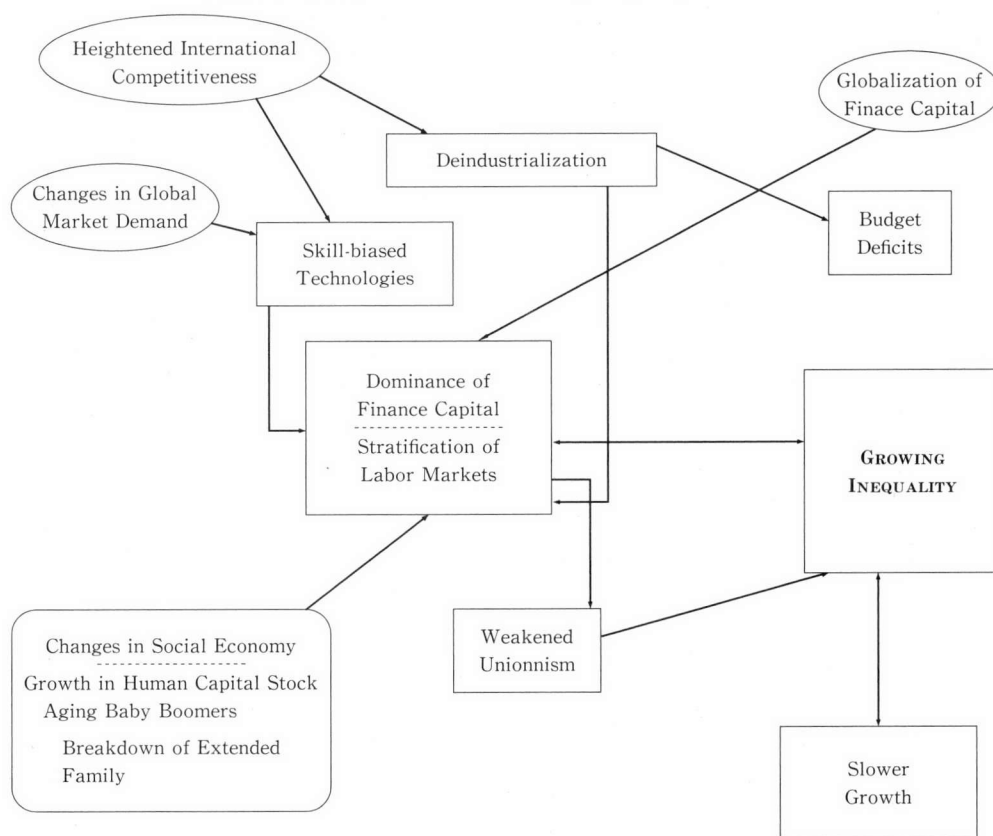 Heightened International
Competitiveness
Globalization of
Finace Capital
Deindustrialization
Changes in Global
Market Demand
Budget
Deficits
Skill-biased
Technologies
Dominance of
Finance Capital
Stratification of
Labor Markets
GROWING
INEQUALITY
Changes in Social Economy
Growth in Human Capital Stock
Aging Baby Boomers
Breakdown of Extended
Family
Weakened
Unionnism
Slower
Growth